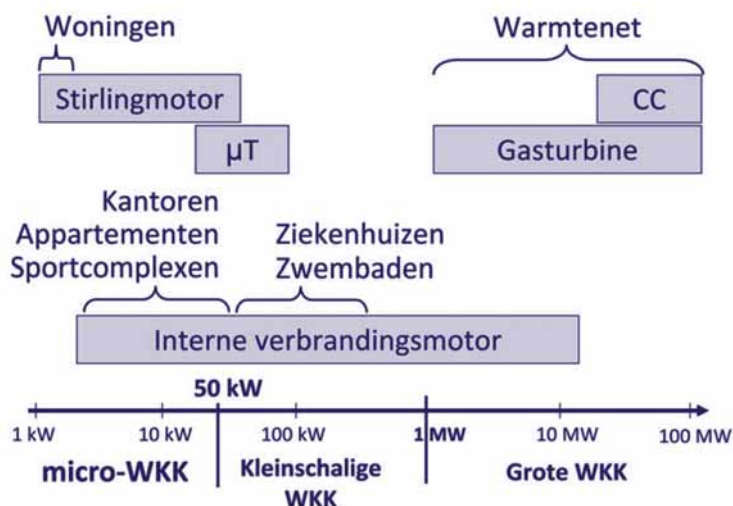 Woningen
Warmtenet
Stirlingmotor
CC
µT
Gasturbine
Kantoren
Appartementen
Sportcomplexen
Ziekenhuizen
Zwembaden
Interne verbrandingsmotor
50 kW
1 kW
10 kW
100 kW
1 MW
10 MW
100 MW
micro-WKK
Kleinschalige
WKK
Grote WKK